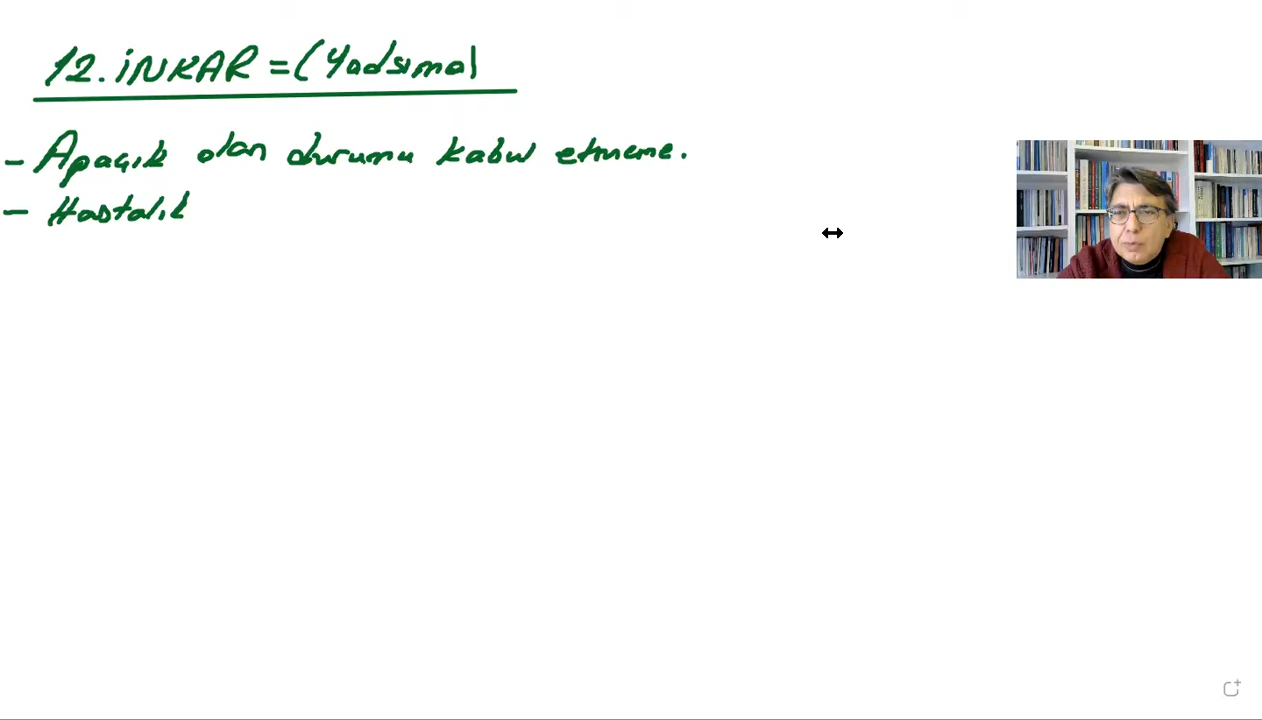 12. İNKAR = (Yadsıma)
- Apaçık olan durumu kabul etmeme.
- Hastalık